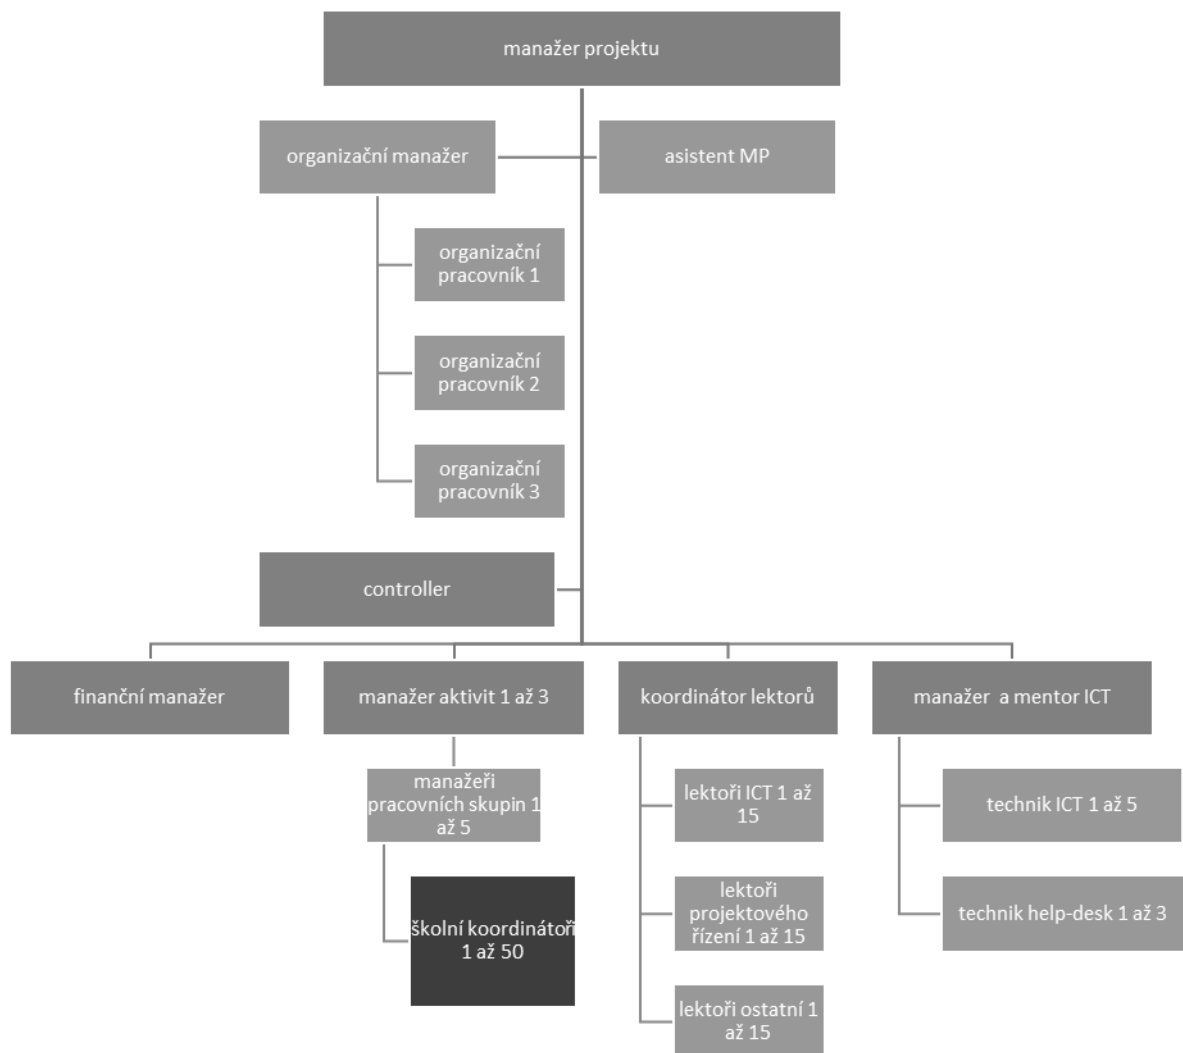 manažer projektu
organizační manažer
asistent MP
organizační
pracovník 1
organizační
pracovník 2
organizační
pracovník 3
controller
finanční manažer
manažer aktivit 1 až 3
koordinátor lektorů
manažer  a mentor ICT
manažeři
pracovních skupin 1
až 5
školní koordinátoři
1 až 50
lektoři ICT 1 až
15
lektoři
projektového
řízení 1 až 15
lektoři ostatní 1
až 15
technik ICT 1 až 5
technik help-desk 1 až 3